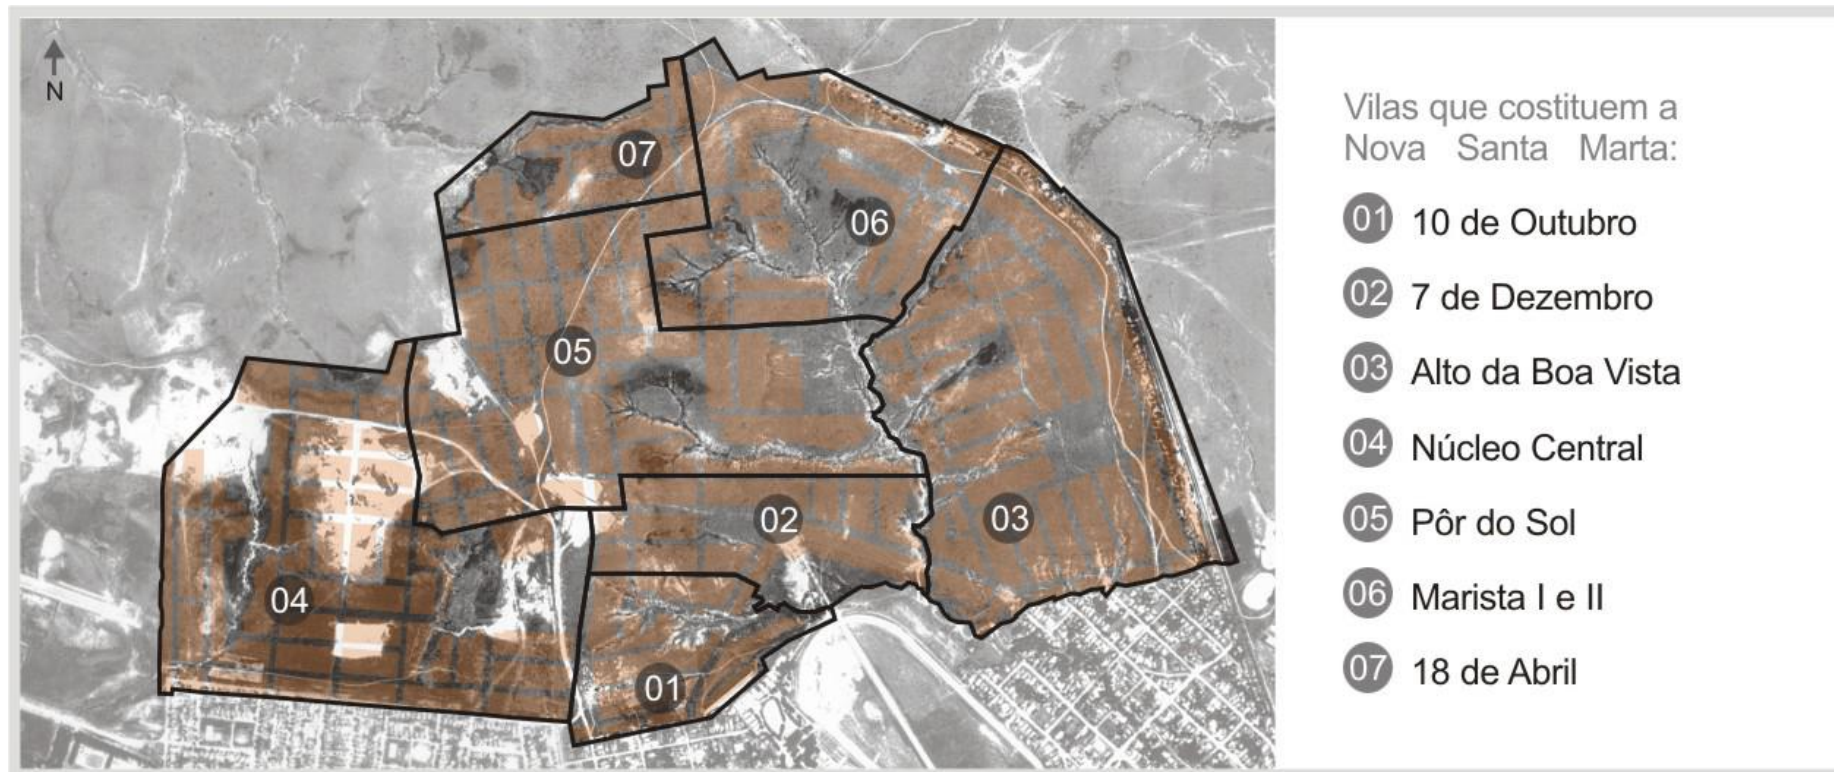 N
07
06
05
02
03
04
01
Vilas que costituem a
Nova Santa Marta:
01 10 de Outubro
02 7 de Dezembro
03 Alto da Boa Vista
04 Núcleo Central
05 Pôr do Sol
06 Marista I e II
07 18 de Abril